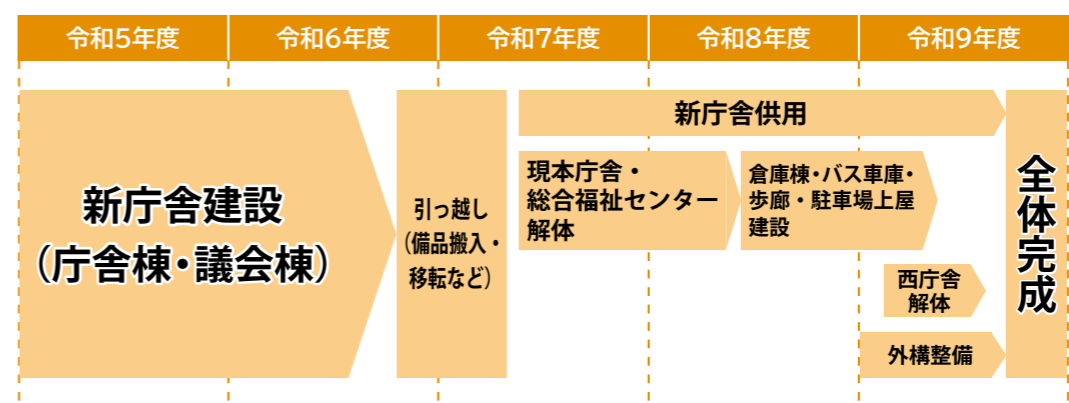 令和5年度
令和6年度
令和7年度
令和8年度
令和9年度
新庁舎建設
（庁舎棟・議会棟）
引っ越し
（備品搬入・
移転など）
新庁舎供用
現本庁舎・
総合福祉センター
解体
倉庫棟・バス車庫・
歩廊・駐車場上屋
建設
西庁舎
解体
外構整備
全体完成